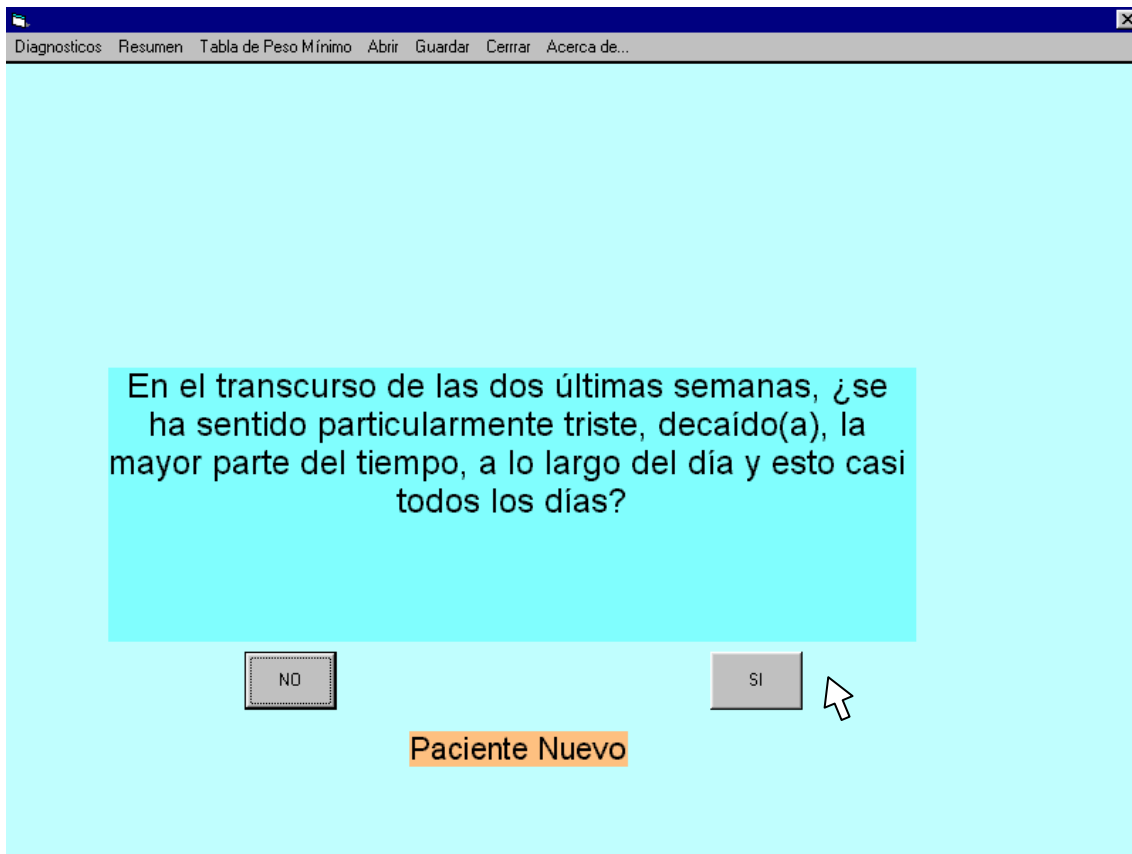 Diagnosticos Resumen Tabla de Peso Mínimo Abrir Guardar Cerrrar Acerca de...
En el transcurso de las dos últimas semanas, ¿se
ha sentido particularmente triste, decaído(a), la
mayor parte del tiempo, a lo largo del día y esto casi
todos los días?
NO SI
Paciente Nuevo